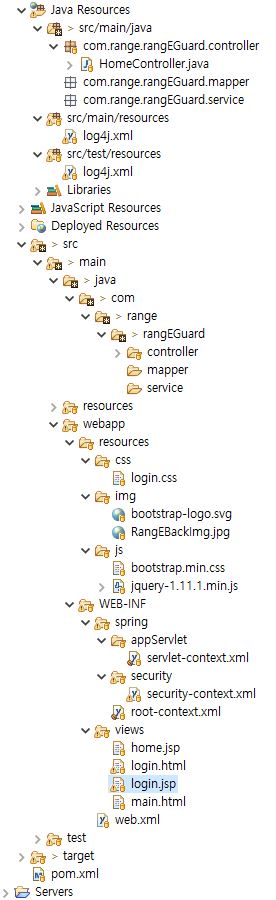 Java Resources
> src/main/java
com.range.rangEGuard.controller
HomeController.java
com.range.rangEGuard.mapper
com.range.rangEGuard.service
src/main/resources
log4j.xml
src/test/resources
log4j.xml
Libraries
JavaScript Resources
Deployed Resources
> src
> main
> java
> com
> range
> rangEGuard
controller
mapper
service
resources
webapp
resources
css
login.css
img
bootstrap-logo.svg
RangEBackImg.jpg
js
bootstrap.min.css
jquery-1.11.1.min.js
WEB-INF
spring
appServlet
servlet-context.xml
security
security-context.xml
root-context.xml
views
home.jsp
login.html
login.jsp
main.html
web.xml
test
> target
pom.xml
Servers